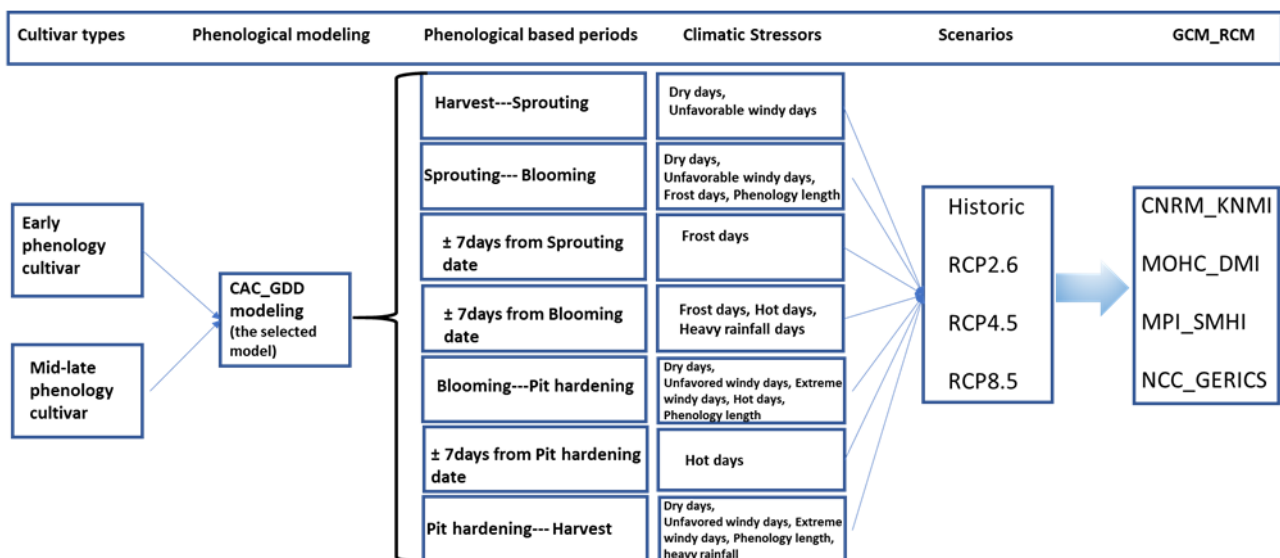 Cultivar types
Phenological modeling
Phenological based periods
Climatic Stressors
Scenarios
GCM_RCM
Early
phenology
cultivar
Mid-late
phenology
cultivar
CAC_GDD
modeling
(the selected
model)
Harvest---Sprouting
Dry days,
Unfavorable windy days
Sprouting--- Blooming
Dry days,
Unfavorable windy days,
Frost days, Phenology length
± 7days from Sprouting
date
Frost days
± 7days from Blooming
date
Frost days, Hot days,
Heavy rainfall days
Blooming---Pit hardening
Dry days,
Unfavored windy days, Extreme
windy days, Hot days,
Phenology length
± 7days from Pit hardening
date
Hot days
Pit hardening--- Harvest
Dry days,
Unfavored windy days, Extreme
windy days, Phenology length,
heavy rainfall
Historic
RCP2.6
RCP4.5
RCP8.5
CNRM_KNMI
MOHC_DMI
MPI_SMHI
NCC_GERICS